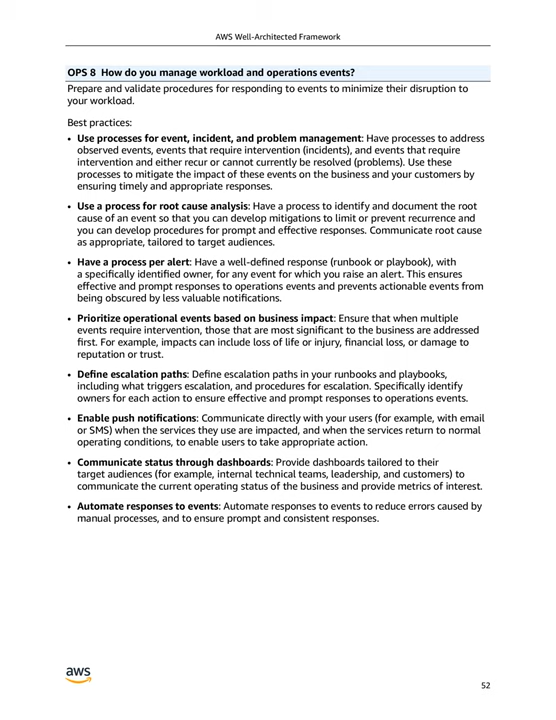 AWS Well-Architected Framework
OPS 8  How do you manage workload and operations events?
Prepare and validate procedures for responding to events to minimize their disruption to
your workload.
Best practices:
• Use processes for event, incident, and problem management: Have processes to address
observed events, events that require intervention (incidents), and events that require
intervention and either recur or cannot currently be resolved (problems). Use these
processes to mitigate the impact of these events on the business and your customers by
ensuring timely and appropriate responses.
• Use a process for root cause analysis: Have a process to identify and document the root
cause of an event so that you can develop mitigations to limit or prevent recurrence and
you can develop procedures for prompt and effective responses. Communicate root cause
as appropriate, tailored to target audiences.
• Have a process per alert: Have a well-defined response (runbook or playbook), with
a specifically identified owner, for any event for which you raise an alert. This ensures
effective and prompt responses to operations events and prevents actionable events from
being obscured by less valuable notifications.
• Prioritize operational events based on business impact: Ensure that when multiple
events require intervention, those that are most significant to the business are addressed
first. For example, impacts can include loss of life or injury, financial loss, or damage to
reputation or trust.
• Define escalation paths: Define escalation paths in your runbooks and playbooks,
including what triggers escalation, and procedures for escalation. Specifically identify
owners for each action to ensure effective and prompt responses to operations events.
• Enable push notifications: Communicate directly with your users (for example, with email
or SMS) when the services they use are impacted, and when the services return to normal
operating conditions, to enable users to take appropriate action.
• Communicate status through dashboards: Provide dashboards tailored to their
target audiences (for example, internal technical teams, leadership, and customers) to
communicate the current operating status of the business and provide metrics of interest.
• Automate responses to events: Automate responses to events to reduce errors caused by
manual processes, and to ensure prompt and consistent responses.
aws
52